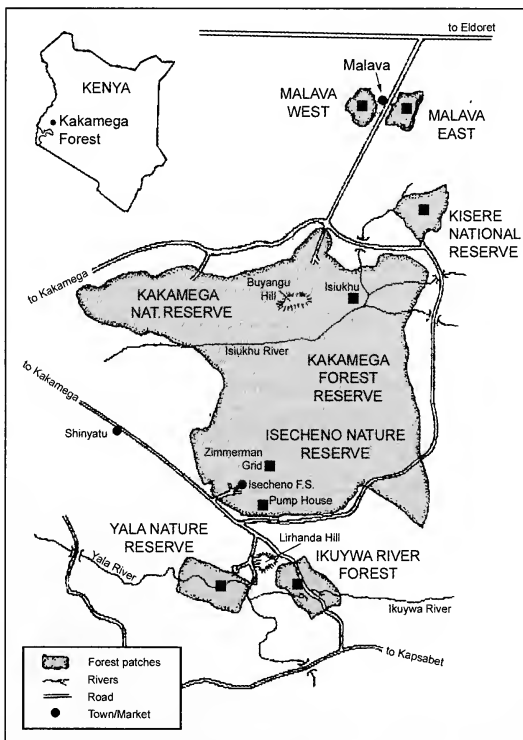 to Eldoret
KENYA
Kakamega
Forest
Malava
MALAVA
WEST
MALAVA
EAST
KISERE
NATIONAL
RESERVE
to Kakamega
KAKAMEGA
NAT. RESERVE
Buyangu
Hill
Isiukhu
Isiukhu River
KAKAMEGA
FOREST
RESERVE
to Kakamega
Shinyatu
ISECHENO NATURE
RESERVE
Zimmerman
Grid
Isecheno F.S.
Pump House
YALA NATURE
RESERVE
Lirhanda Hill
IKUYWA RIVER
FOREST
Yala River
Ikuywa River
to Kapsabet
Forest patches
Rivers
Road
Town/Market